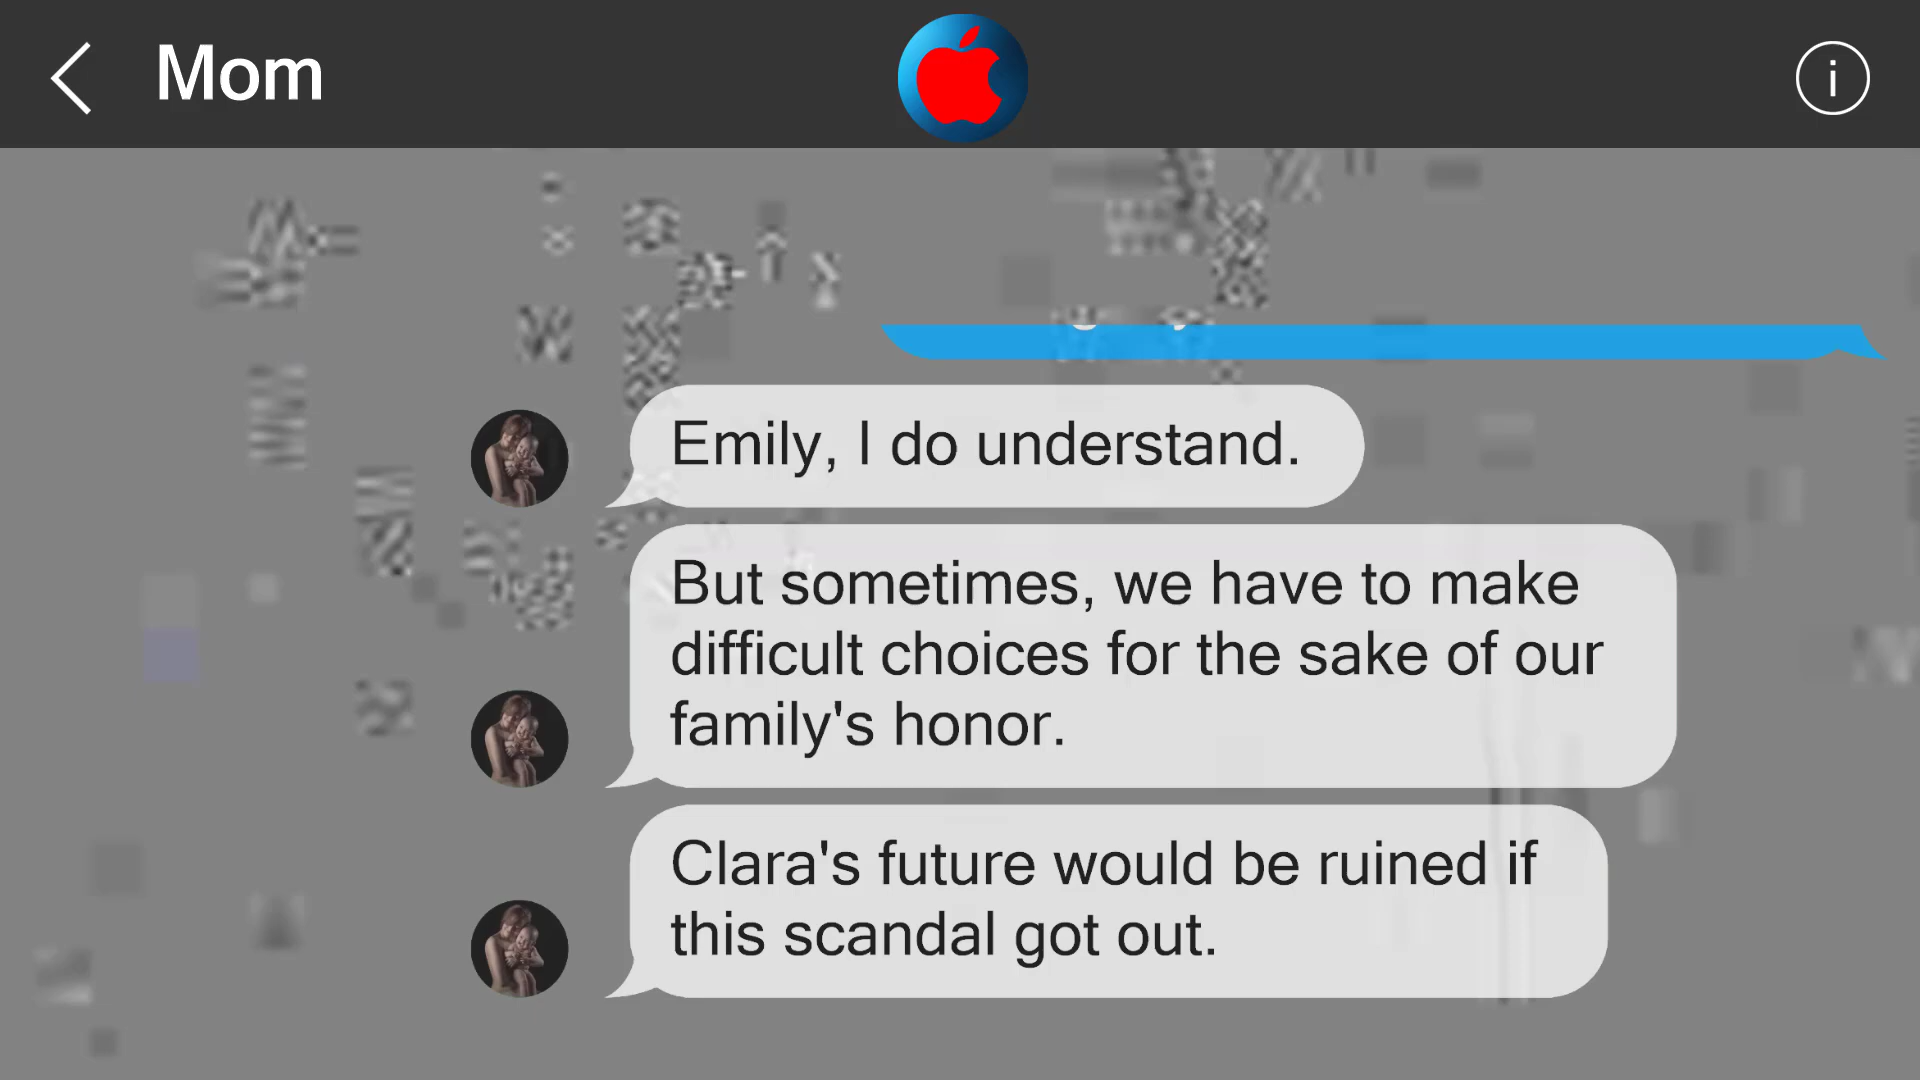 Mom
i
Emily, I do understand.
But sometimes, we have to make
difficult choices for the sake of our
family's honor.
Clara's future would be ruined if
this scandal got out.